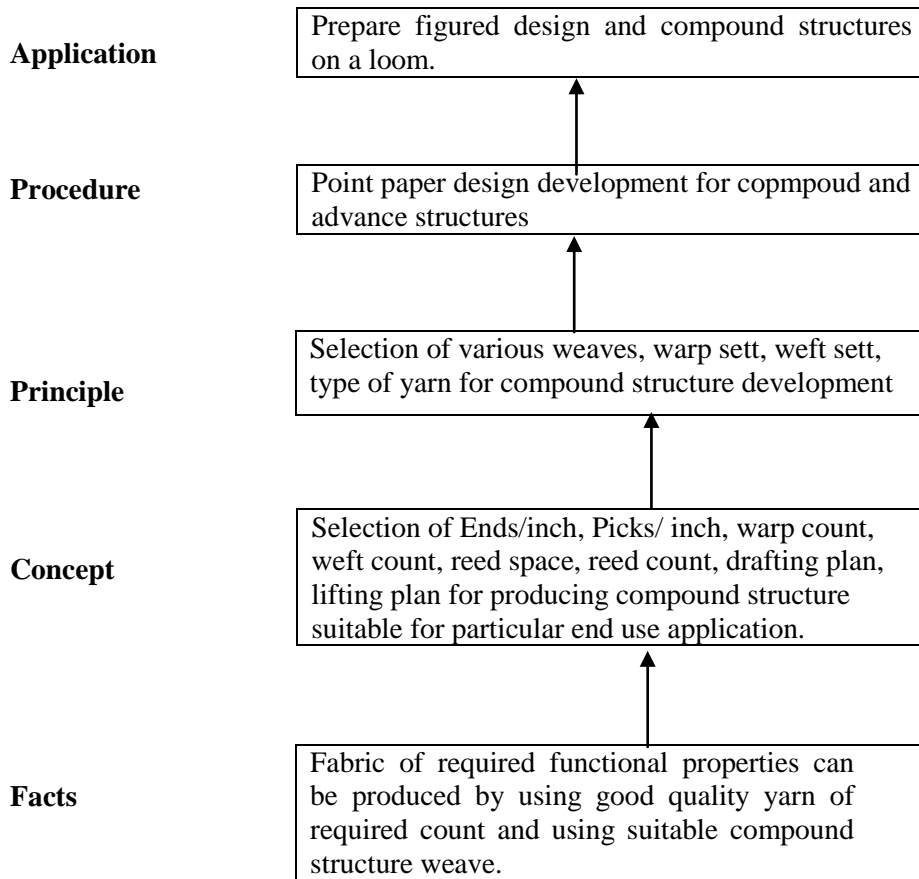 Application
Prepare figured design and compound structures
on a loom.
Procedure
Point paper design development for copmpoud and
advance structures
Principle
Selection of various weaves, warp sett, weft sett,
type of yarn for compound structure development
Concept
Selection of Ends/inch, Picks/ inch, warp count,
weft count, reed space, reed count, drafting plan,
lifting plan for producing compound structure
suitable for particular end use application.
Facts
Fabric of required functional properties can
be produced by using good quality yarn of
required count and using suitable compound
structure weave.